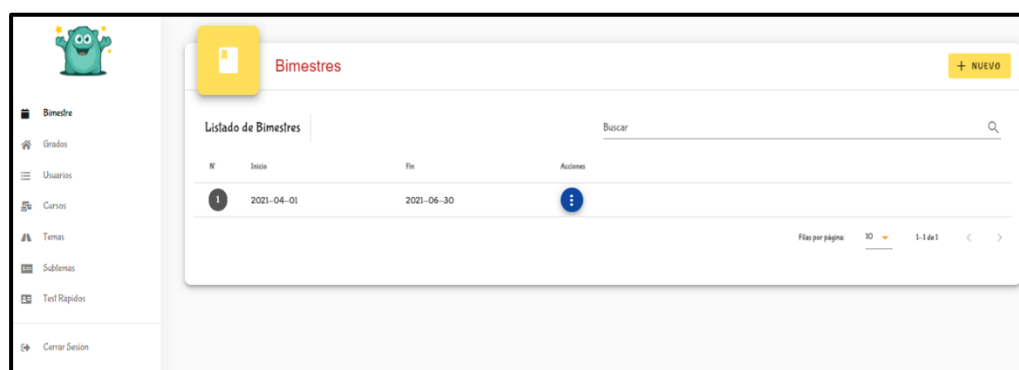 Bimestre
Grados
Usuarios
Cursos
Temas
Subtemas
Test Rápidos
Cerrar Sesión
Bimestres
+ NUEVO
Listado de Bimestres
Buscar
N° Inicio Fin Acciones
1 2021-04-01 2021-06-30
Filas por página: 10 1-1 de 1